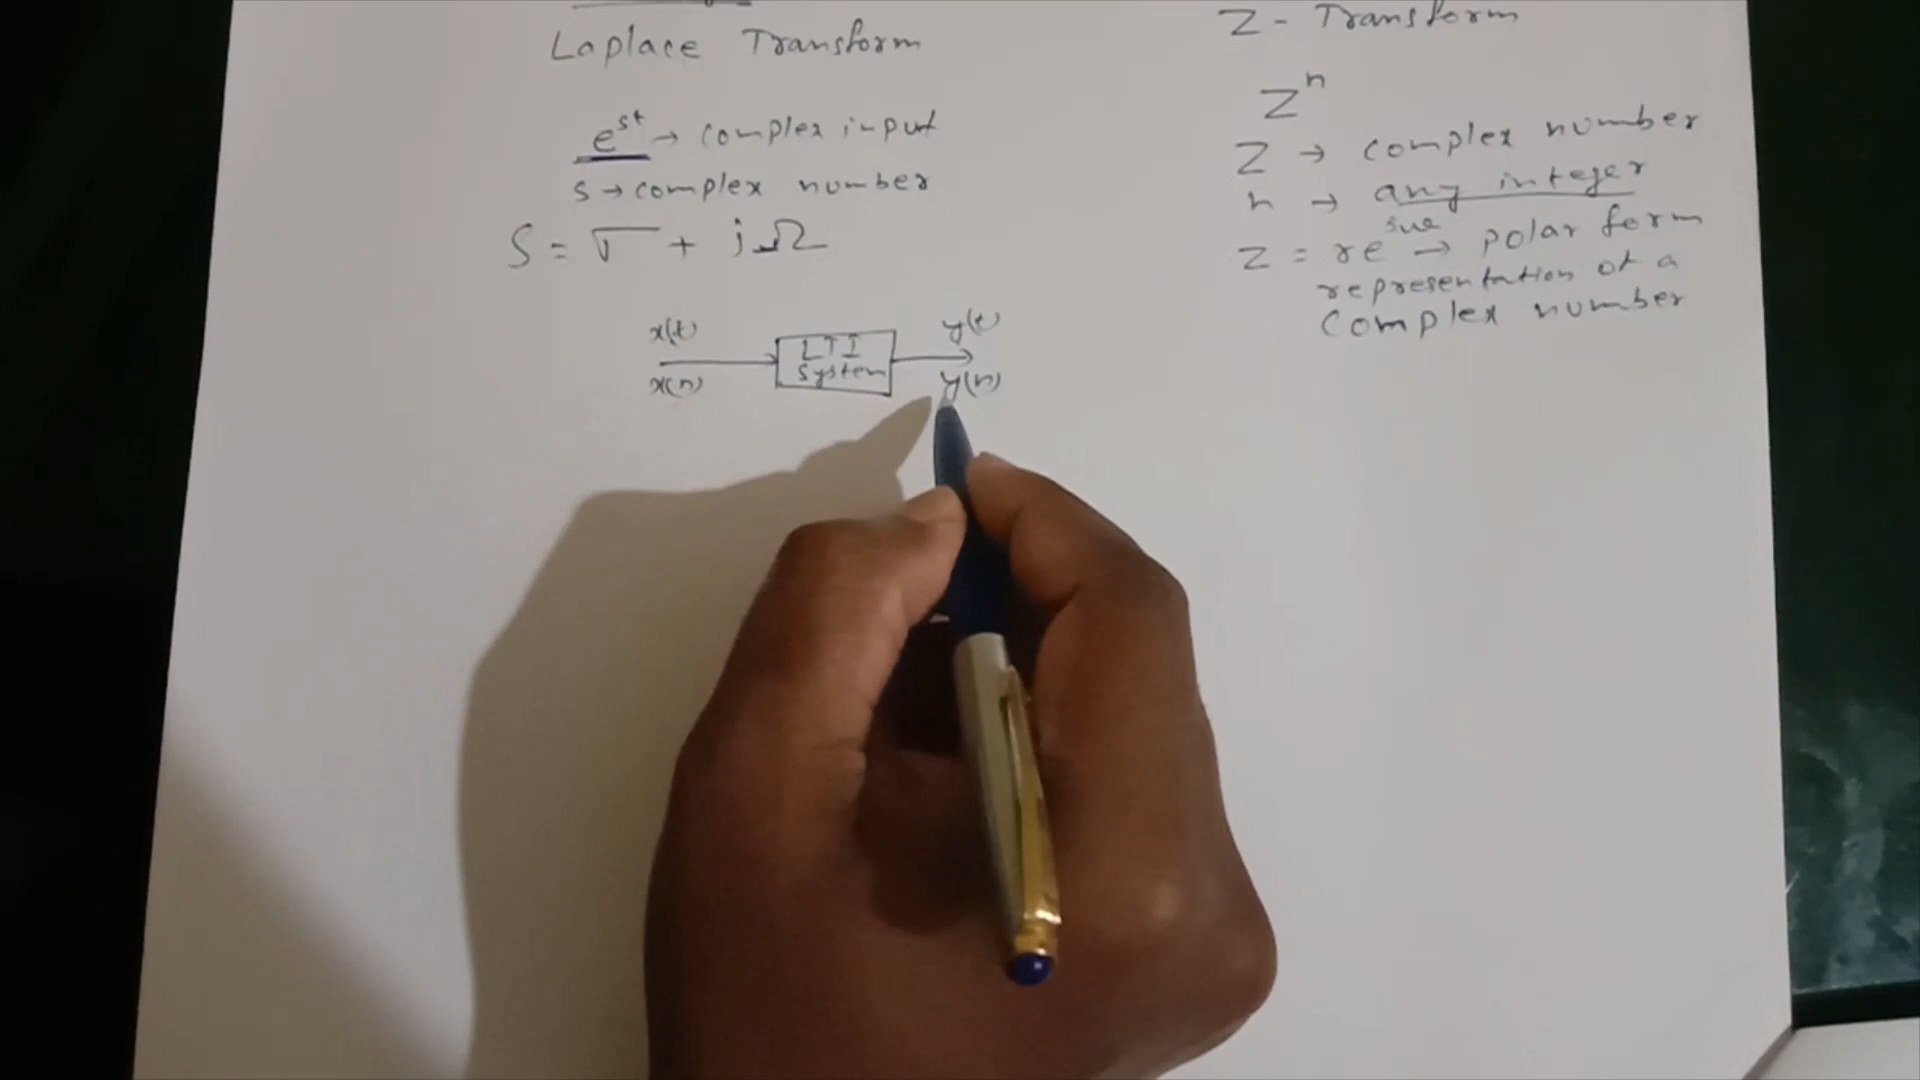 Laplace Transform
e^st → complex input
s → complex number
S = σ + jΩ
x(t)
x(n)
LTI
System
y(t)
y(n)
Z - Transform
Z^n
Z → complex number
n → any integer
Z = re → polar form
representation of a
complex number